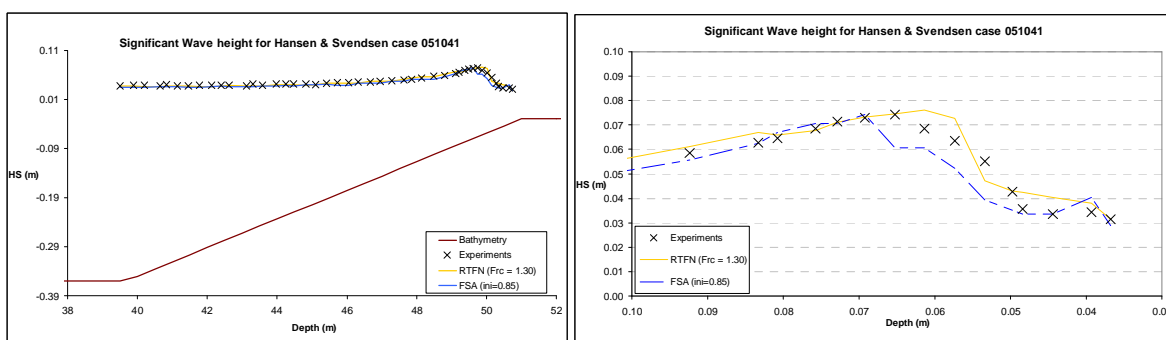 Significant Wave height for Hansen & Svendsen case 051041
0.11
0.01
-0.09
-0.19
-0.29
-0.39
HS (m)
38
40
42
44
46
48
50
52
Depth (m)
Bathymetry
Experiments
RTFN (Frc = 1.30)
FSA (ini=0.85)
Significant Wave height for Hansen & Svendsen case 051041
0.10
0.09
0.08
0.07
0.06
0.05
0.04
0.03
0.02
0.01
0.00
HS (m)
0.10
0.09
0.08
0.07
0.06
0.05
0.04
0.0
Depth (m)
Experiments
RTFN (Frc = 1.30)
FSA (ini=0.85)